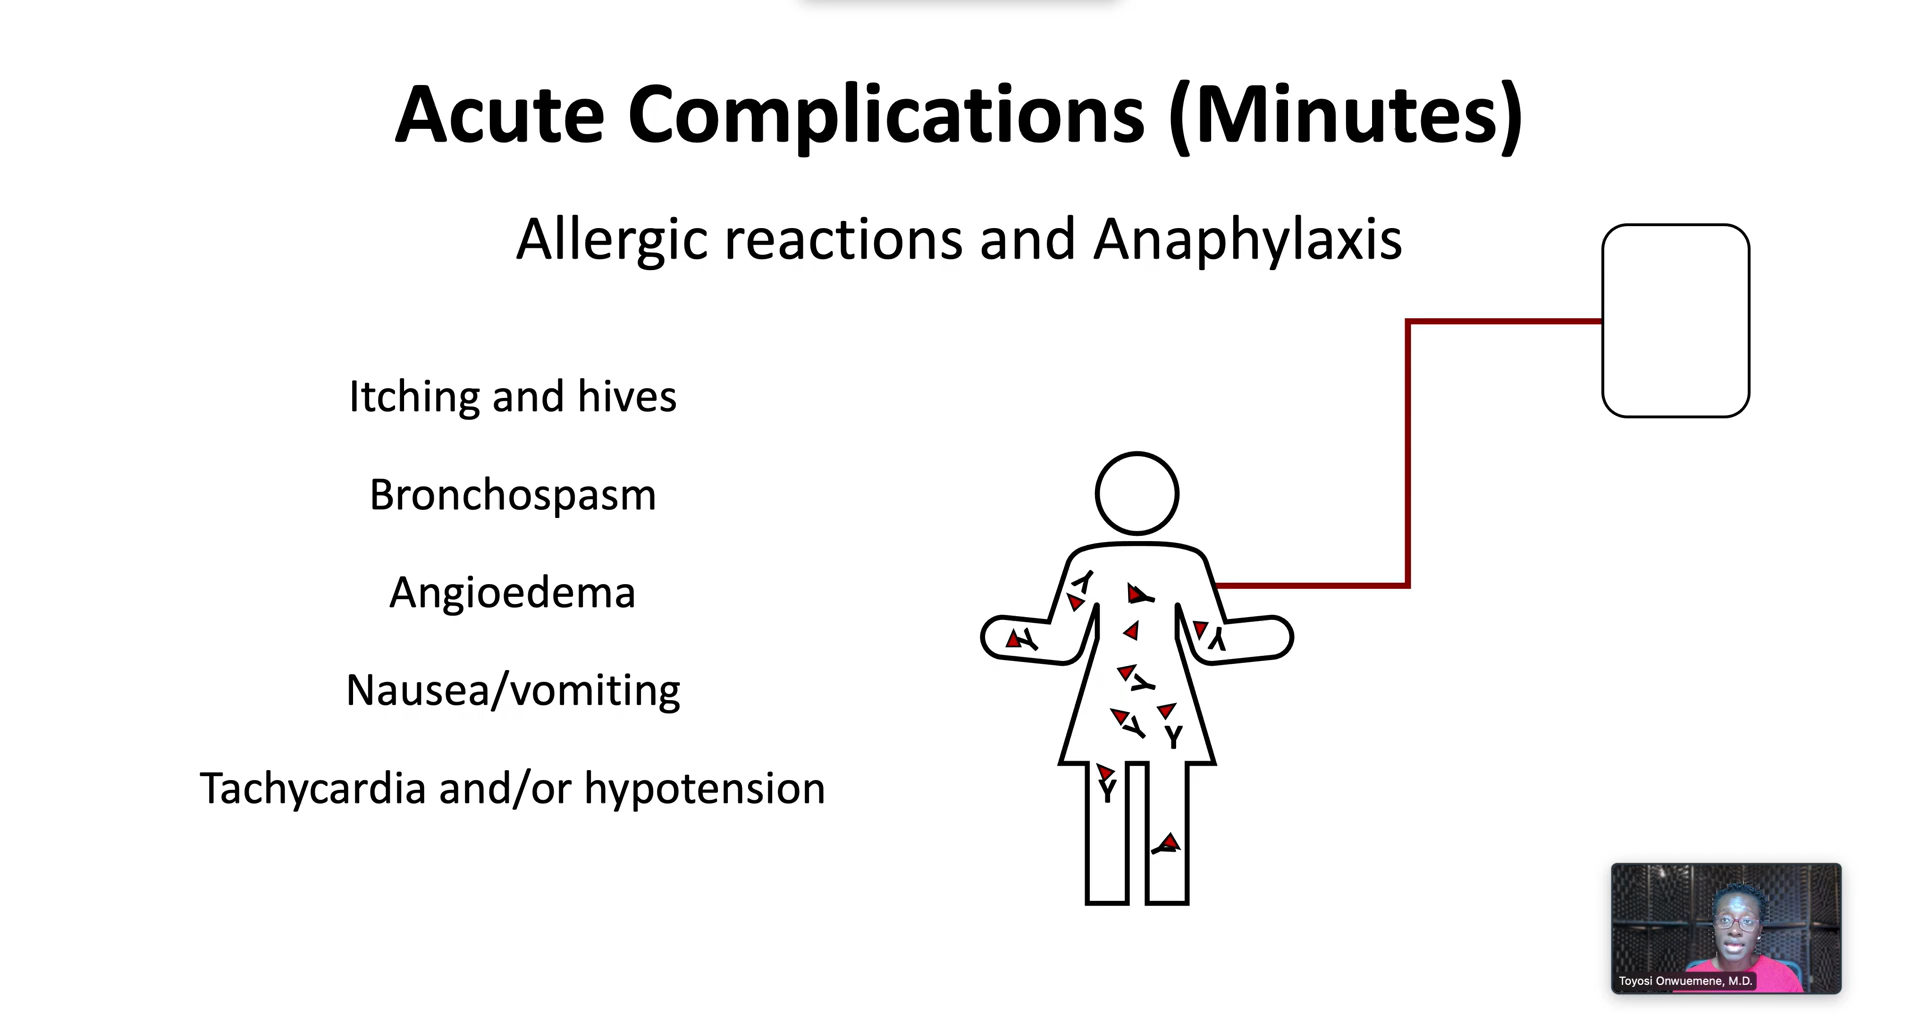 Acute Complications (Minutes)
Allergic reactions and Anaphylaxis
Itching and hives
Bronchospasm
Angioedema
Nausea/vomiting
Tachycardia and/or hypotension
Toyosi Onwuemene, M.D.